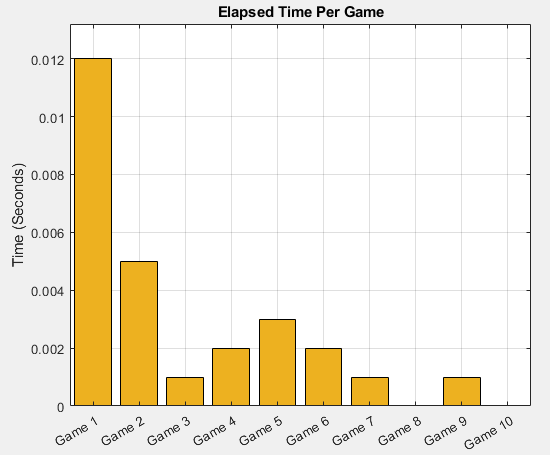 Elapsed Time Per Game
Time (Seconds)
0.012
0.01
0.008
0.006
0.004
0.002
0
Game 1
Game 2
Game 3
Game 4
Game 5
Game 6
Game 7
Game 8
Game 9
Game 10